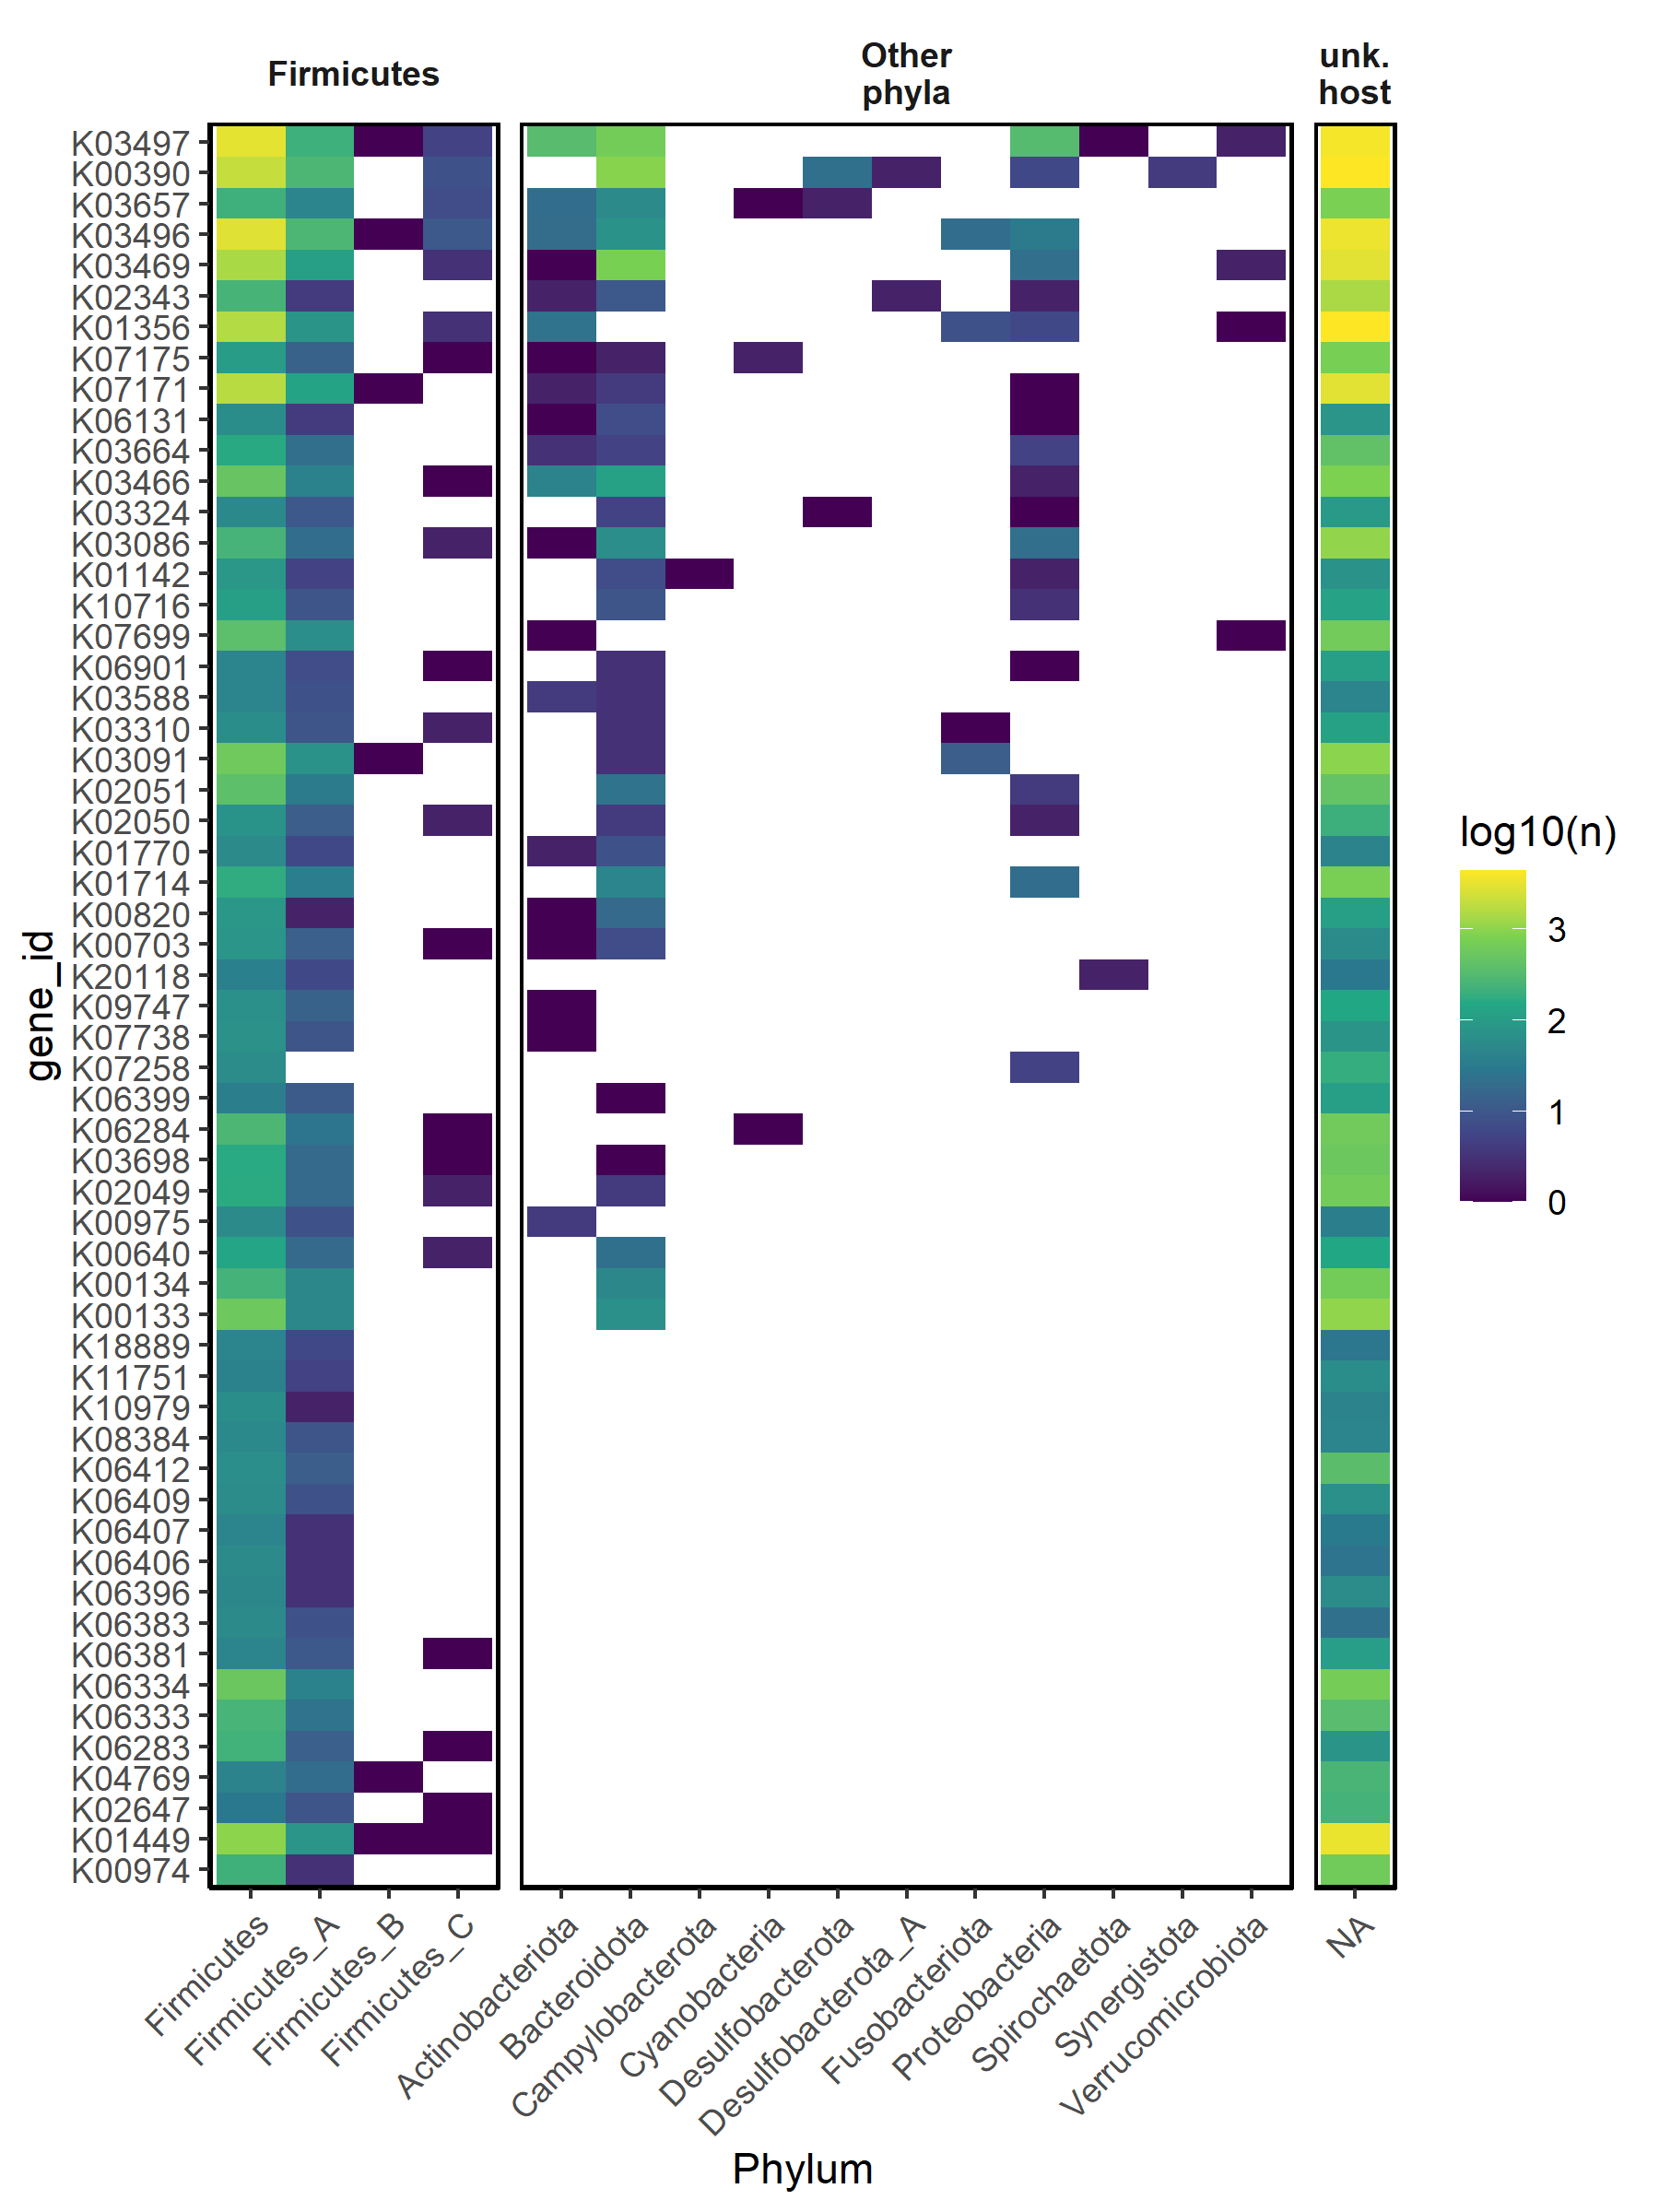 Firmicutes
Other
phyla
unk.
host
K03497
K00390
K03657
K03496
K03469
K02343
K01356
K07175
K07171
K06131
K03664
K03466
K03324
K03086
K01142
K10716
K07699
K06901
K03588
K03310
K03091
K02051
K02050
K01770
K01714
K00820
K00703
K20118
K09747
K07738
K07258
K06399
K06284
K03698
K02049
K00975
K00640
K00134
K00133
K18889
K11751
K10979
K08384
K06412
K06409
K06407
K06406
K06396
K06383
K06381
K06334
K06333
K06283
K04769
K02647
K01449
K00974
gene_id
Firmicutes
Firmicutes_A
Firmicutes_B
Firmicutes_C
Actinobacteriota
Bacteroidota
Campylobacterota
Cyanobacteria
Desulfobacterota
Desulfobacterota_A
Fusobacteriota
Proteobacteria
Spirochaetota
Synergistota
Verrucomicrobiota
NA
Phylum
log10(n)
3
2
1
0